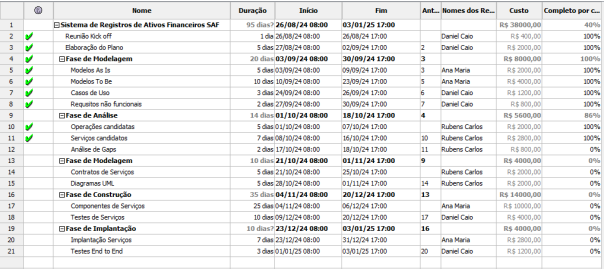 Nome Duração Início Fim Ant... Nomes dos Re... Custo Completo por c...
1 Sistema de Registros de Ativos Financeiros SAF 95 dias? 26/08/24 08:00 03/01/25 17:00 R$ 38000,00 40%
2 Reunião Kick off 1 dia 26/08/24 08:00 26/08/24 17:00 Daniel Caio R$ 400,00 100%
3 Elaboração do Plano 5 dias 27/08/24 08:00 02/09/24 17:00 2 Daniel Caio R$ 2000,00 100%
4 Fase de Modelagem 20 dias 03/09/24 08:00 30/09/24 17:00 3 R$ 8000,00 100%
5 Modelos As Is 5 dias 03/09/24 08:00 09/09/24 17:00 3 Ana Maria R$ 2000,00 100%
6 Modelos To Be 10 dias 10/09/24 08:00 23/09/24 17:00 5 Ana Maria R$ 4000,00 100%
7 Casos de Uso 3 dias 24/09/24 08:00 26/09/24 17:00 6 Daniel Caio R$ 1200,00 100%
8 Requisitos não funcionais 2 dias 27/09/24 08:00 30/09/24 17:00 7 Daniel Caio R$ 800,00 100%
9 Fase de Análise 14 dias 01/10/24 08:00 18/10/24 17:00 4 R$ 5600,00 86%
10 Operações candidatas 5 dias 01/10/24 08:00 07/10/24 17:00 Rubens Carlos R$ 2000,00 100%
11 Serviços candidatos 7 dias 08/10/24 08:00 16/10/24 17:00 10 Rubens Carlos R$ 2800,00 100%
12 Análise de Gaps 2 dias 17/10/24 08:00 18/10/24 17:00 11 Rubens Carlos R$ 800,00 0%
13 Fase de Modelagem 10 dias 21/10/24 08:00 01/11/24 17:00 9 R$ 4000,00 0%
14 Contratos de Serviços 5 dias 21/10/24 08:00 25/10/24 17:00 Rubens Carlos R$ 2000,00 0%
15 Diagramas UML 5 dias 28/10/24 08:00 01/11/24 17:00 14 Rubens Carlos R$ 2000,00 0%
16 Fase de Construção 35 dias 04/11/24 08:00 20/12/24 17:00 13 R$ 14000,00 0%
17 Componentes de Serviços 25 dias 04/11/24 08:00 06/12/24 17:00 Ana Maria R$ 10000,00 0%
18 Testes de Serviços 10 dias 09/12/24 08:00 20/12/24 17:00 17 Daniel Caio R$ 4000,00 0%
19 Fase de Implantação 10 dias? 23/12/24 08:00 03/01/25 17:00 16 R$ 4000,00 0%
20 Implantação Serviços 7 dias 23/12/24 08:00 31/12/24 17:00 Ana Maria R$ 2800,00 0%
21 Testes End to End 3 dias 01/01/25 08:00 03/01/25 17:00 20 Daniel Caio R$ 1200,00 0%